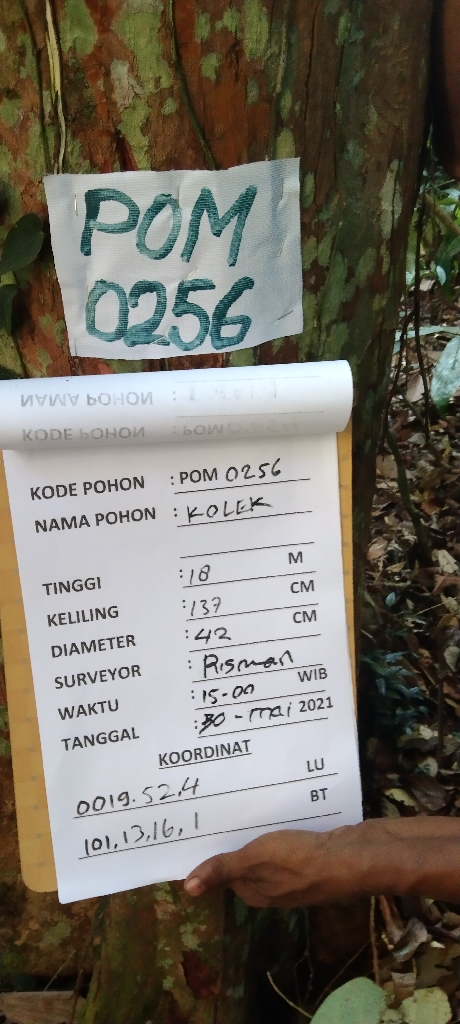 POM
0256
NAMA POHON :
KODE POHON : POM
KODE POHON : POM 0256
NAMA POHON : KOLEK
TINGGI : 18 M
KELILING : 137 CM
DIAMETER : 42 CM
SURVEYOR : Risman
WAKTU : 15-00 WIB
TANGGAL : 30 - mai 2021
KOORDINAT
0019.52.4 LU
101.13.16.1 BT